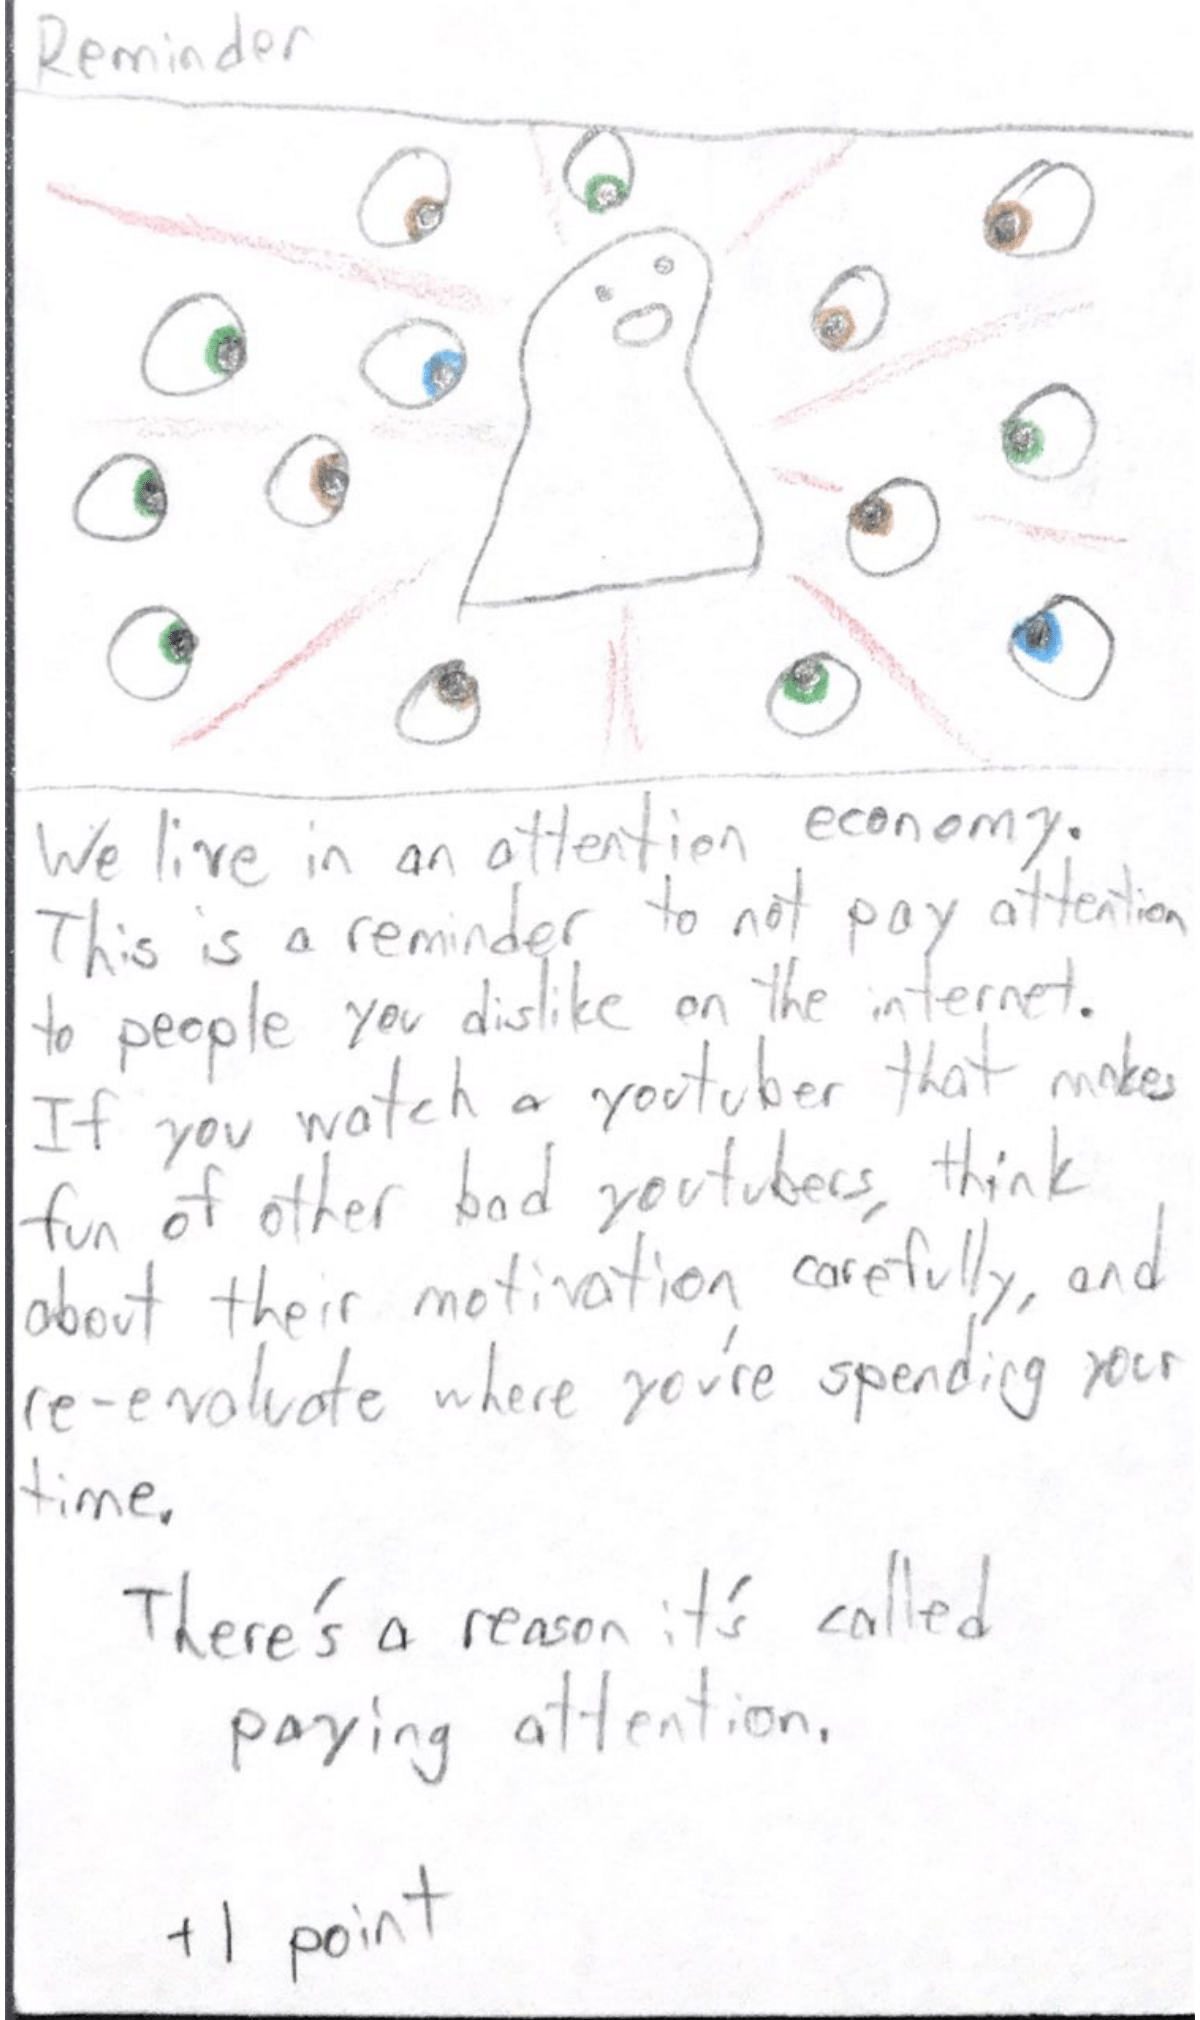 Reminder
We live in an attention economy.
This is a reminder to not pay attention
to people you dislike on the internet.
If you watch a youtuber that makes
fun of other bad youtubers, think
about their motivation carefully, and
re-evaluate where you're spending your
time.
There's a reason it's called
paying attention.
+1 point